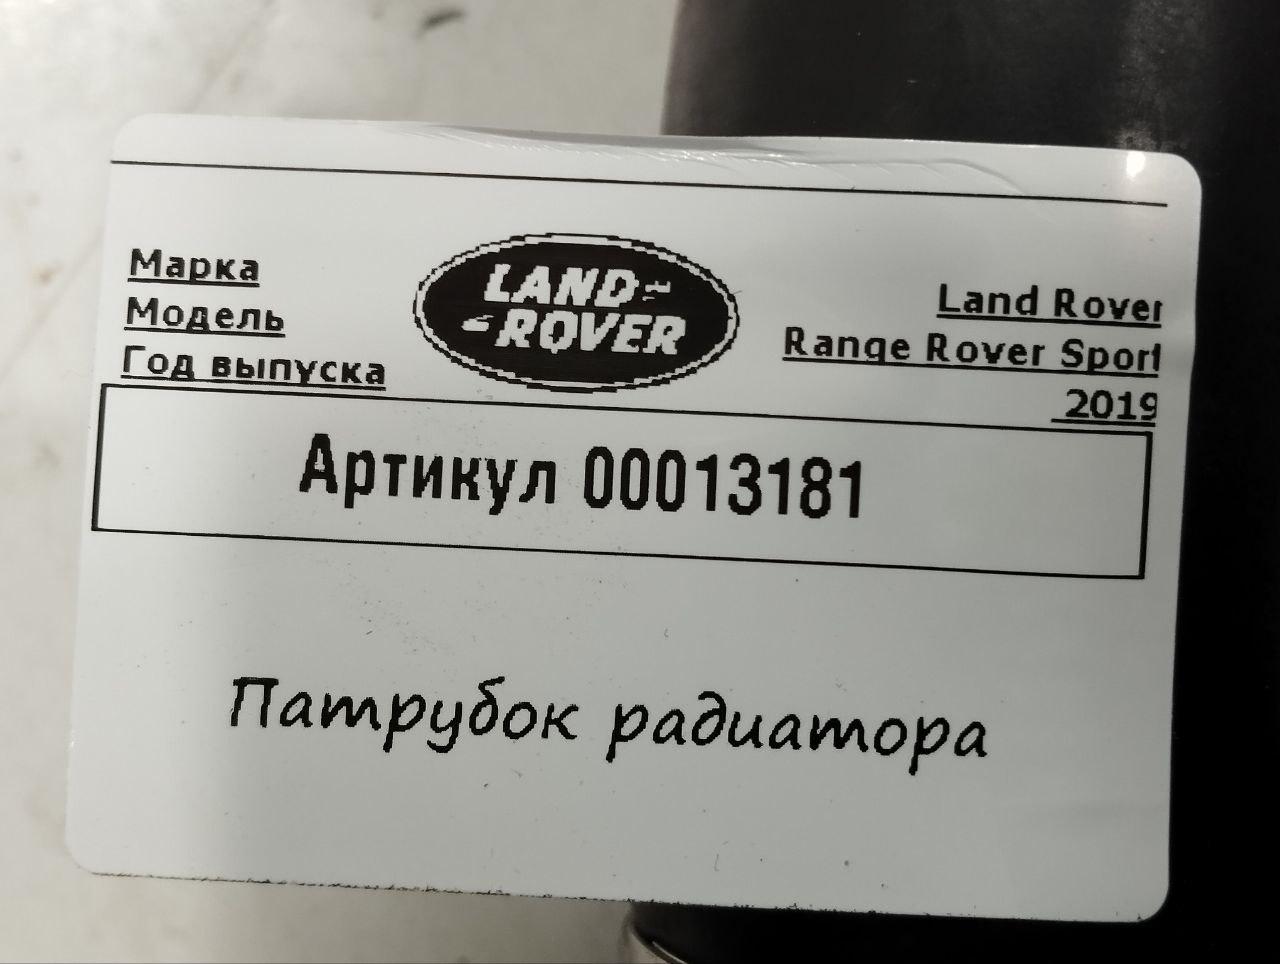 Марка
Модель
Год выпуска
LAND
ROVER
Land Rover
Range Rover Sport
2019
Артикул 00013181
Патрубок радиатора